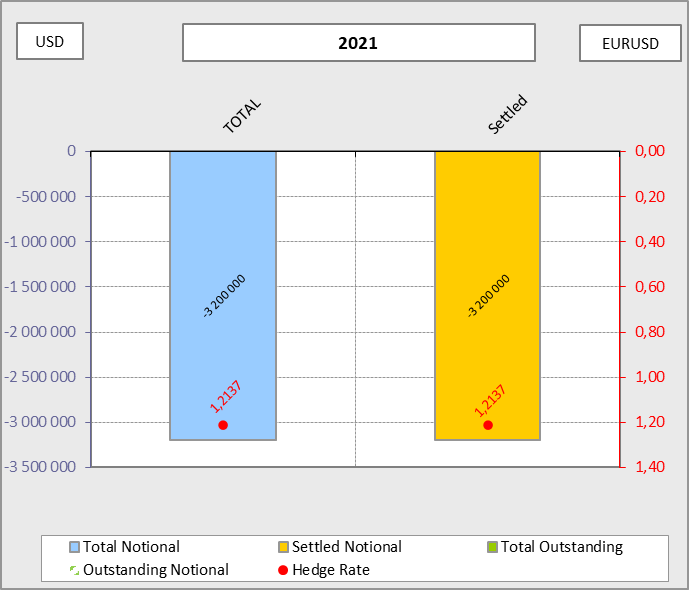 USD
2021
EURUSD
TOTAL
Settled
0
-500 000
-1 000 000
-1 500 000
-2 000 000
-2 500 000
-3 000 000
-3 500 000
-3 200 000
-3 200 000
1,2137
1,2137
0,00
0,20
0,40
0,60
0,80
1,00
1,20
1,40
Total Notional
Settled Notional
Total Outstanding
Outstanding Notional
Hedge Rate